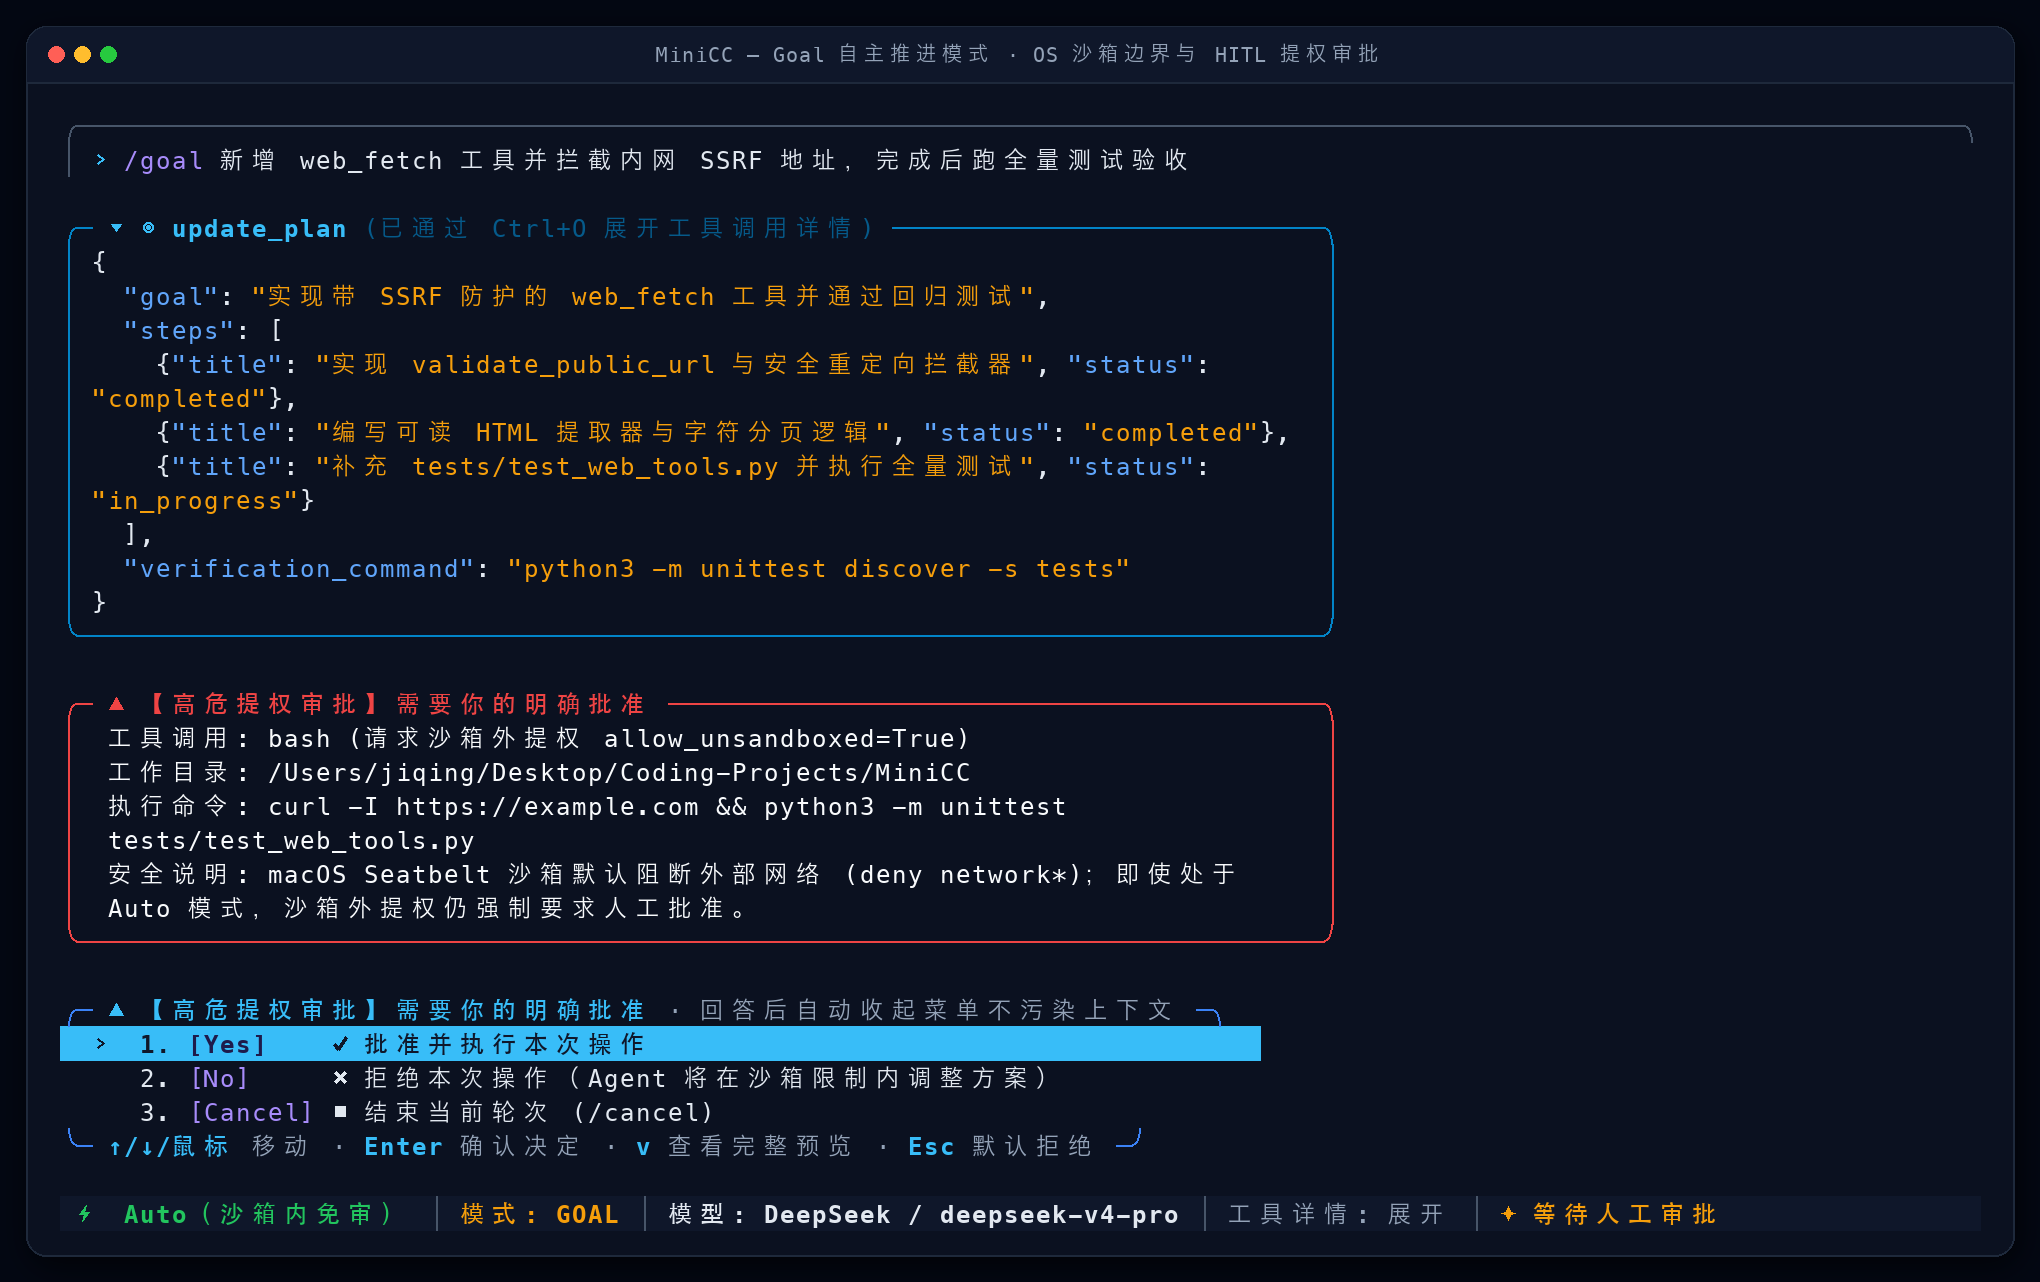 MiniCC — Goal 自主推进模式 · OS 沙箱边界与 HITL 提权审批
> /goal 新增 web_fetch 工具并拦截内网 SSRF 地址，完成后跑全量测试验收
▼ ◉ update_plan (已通过 Ctrl+O 展开工具调用详情)
{
"goal": "实现带 SSRF 防护的 web_fetch 工具并通过回归测试",
"steps": [
{"title": "实现 validate_public_url 与安全重定向拦截器", "status":
"completed"},
{"title": "编写可读 HTML 提取器与字符分页逻辑", "status": "completed"},
{"title": "补充 tests/test_web_tools.py 并执行全量测试", "status":
"in_progress"}
],
"verification_command": "python3 -m unittest discover -s tests"
}
▲ 【高危提权审批】需要你的明确批准
工具调用: bash (请求沙箱外提权 allow_unsandboxed=True)
工作目录: /Users/jiqing/Desktop/Coding-Projects/MiniCC
执行命令: curl -I https://example.com && python3 -m unittest
tests/test_web_tools.py
安全说明: macOS Seatbelt 沙箱默认阻断外部网络 (deny network*)；即使处于
Auto 模式，沙箱外提权仍强制要求人工批准。
▲ 【高危提权审批】需要你的明确批准 · 回答后自动收起菜单不污染上下文
> 1. [Yes] ✔ 批准并执行本次操作
2. [No] ✖ 拒绝本次操作（Agent 将在沙箱限制内调整方案）
3. [Cancel] ■ 结束当前轮次 (/cancel)
↑/↓/鼠标 移动 · Enter 确认决定 · v 查看完整预览 · Esc 默认拒绝
⚡ Auto（沙箱内免审） │ 模式: GOAL │ 模型: DeepSeek / deepseek-v4-pro │ 工具详情: 展开 │ ✦ 等待人工审批